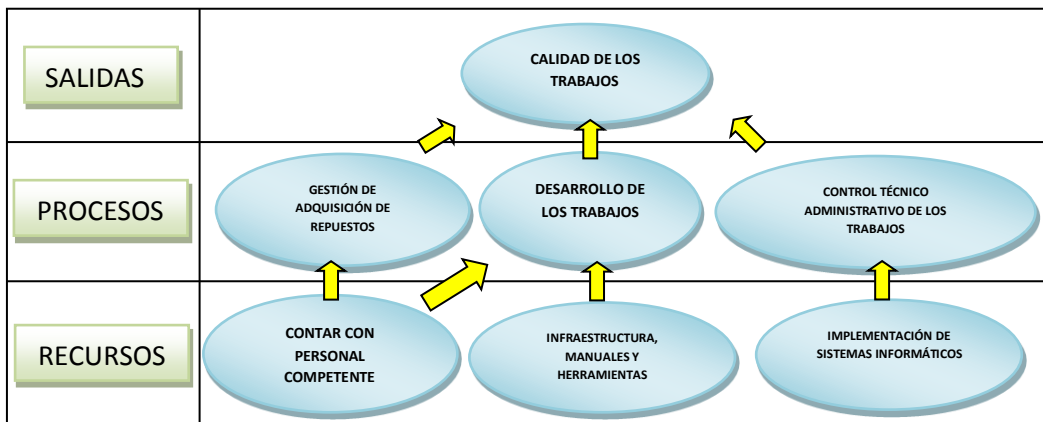 SALIDAS
CALIDAD DE LOS
TRABAJOS
PROCESOS
GESTIÓN DE
ADQUISICIÓN DE
REPUESTOS
DESARROLLO DE
LOS TRABAJOS
CONTROL TÉCNICO
ADMINISTRATIVO DE LOS
TRABAJOS
RECURSOS
CONTAR CON
PERSONAL
COMPETENTE
INFRAESTRUCTURA,
MANUALES Y
HERRAMIENTAS
IMPLEMENTACIÓN DE
SISTEMAS INFORMÁTICOS